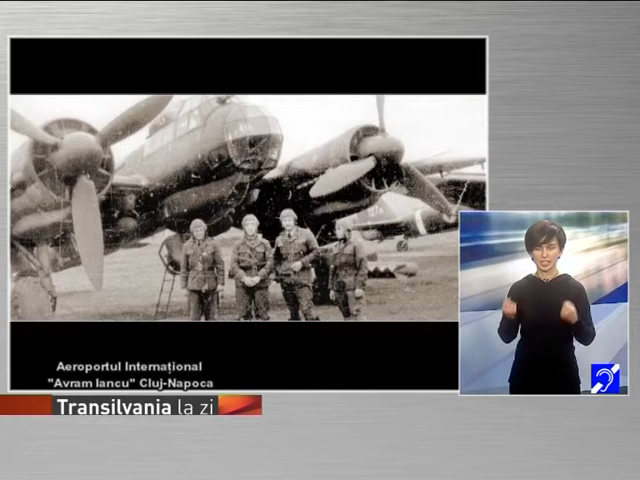 Aeroportul Internațional
"Avram Iancu" Cluj-Napoca
Transilvania la zi